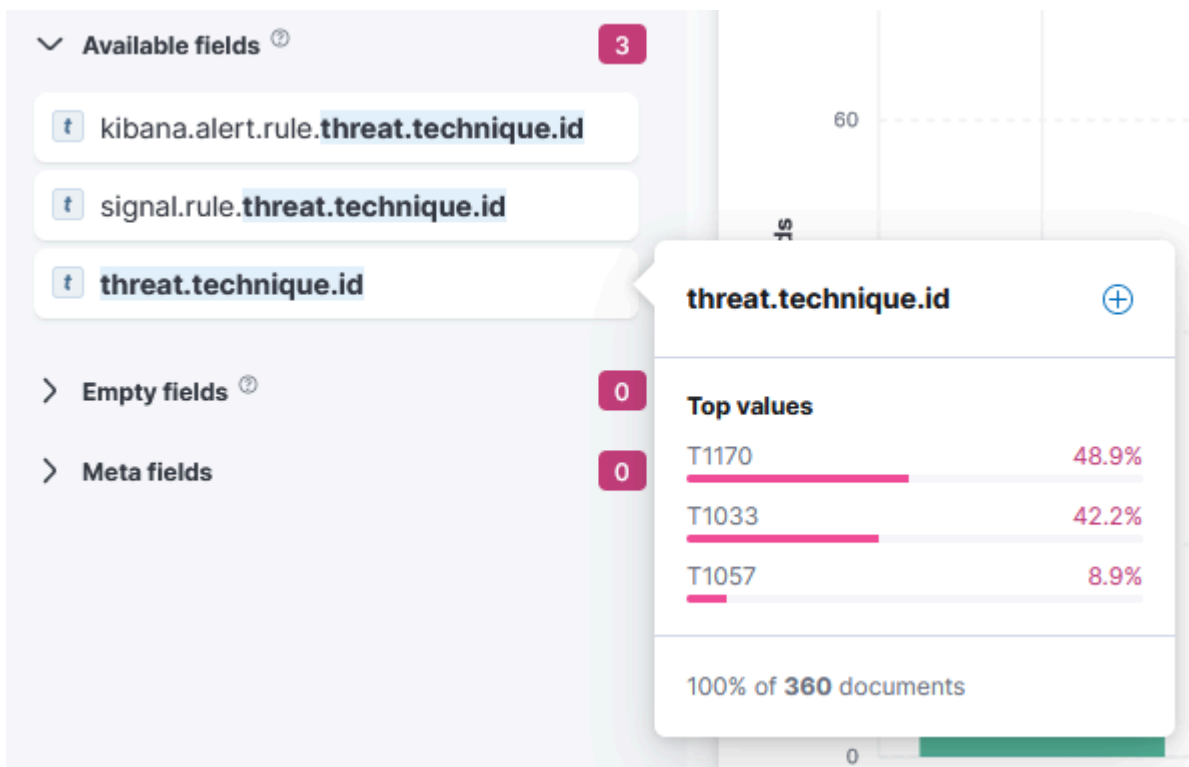 Available fields ?
3
t kibana.alert.rule.threat.technique.id
t signal.rule.threat.technique.id
t threat.technique.id
Empty fields ?
0
Meta fields
0
60
ds
threat.technique.id
Top values
T1170 48.9%
T1033 42.2%
T1057 8.9%
100% of 360 documents
0